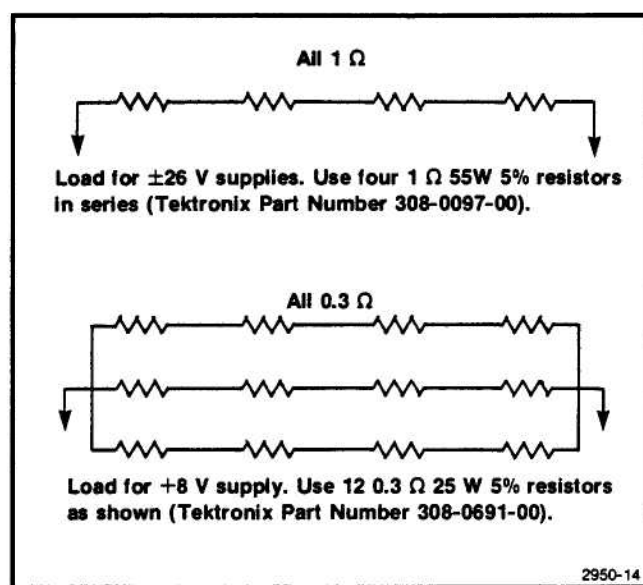 All 1 Ω
Load for ±26 V supplies. Use four 1 Ω 55W 5% resistors
in series (Tektronix Part Number 308-0097-00).
All 0.3 Ω
Load for +8 V supply. Use 12 0.3 Ω 25 W 5% resistors
as shown (Tektronix Part Number 308-0691-00).
2950-14